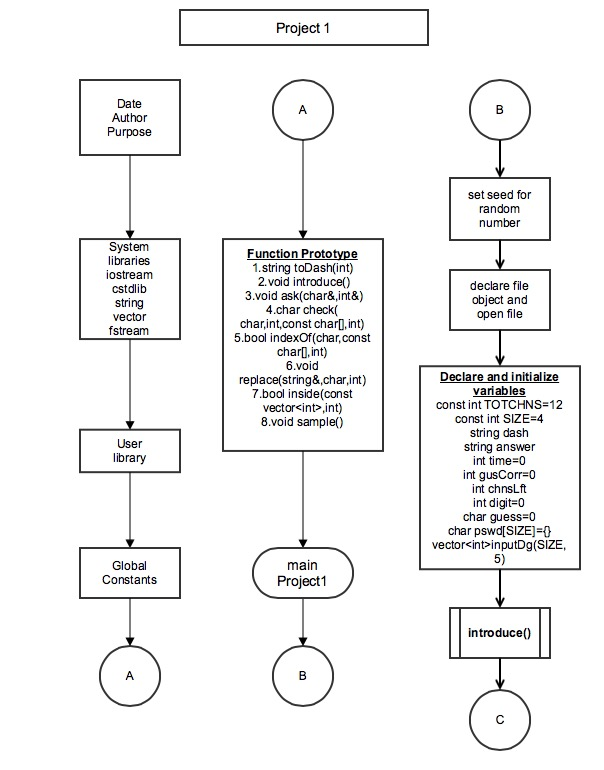 Project 1
Date
Author
Purpose
System
libraries
iostream
cstdlib
string
vector
fstream
User
library
Global
Constants
A
A
Function Prototype
1.string toDash(int)
2.void introduce()
3.void ask(char&,int&)
4.char check(
char,int,const char[],int)
5.bool indexOf(char,const
char[],int)
6.void
replace(string&,char,int)
7.bool inside(const
vector<int>,int)
8.void sample()
main
Project1
B
B
set seed for
random
number
declare file
object and
open file
Declare and initialize
variables
const int TOTCHNS=12
const int SIZE=4
string dash
string answer
int time=0
int gusCorr=0
int chnsLft
int digit=0
char guess=0
char pswd[SIZE]={}
vector<int>inputDg(SIZE,
5)
introduce()
C